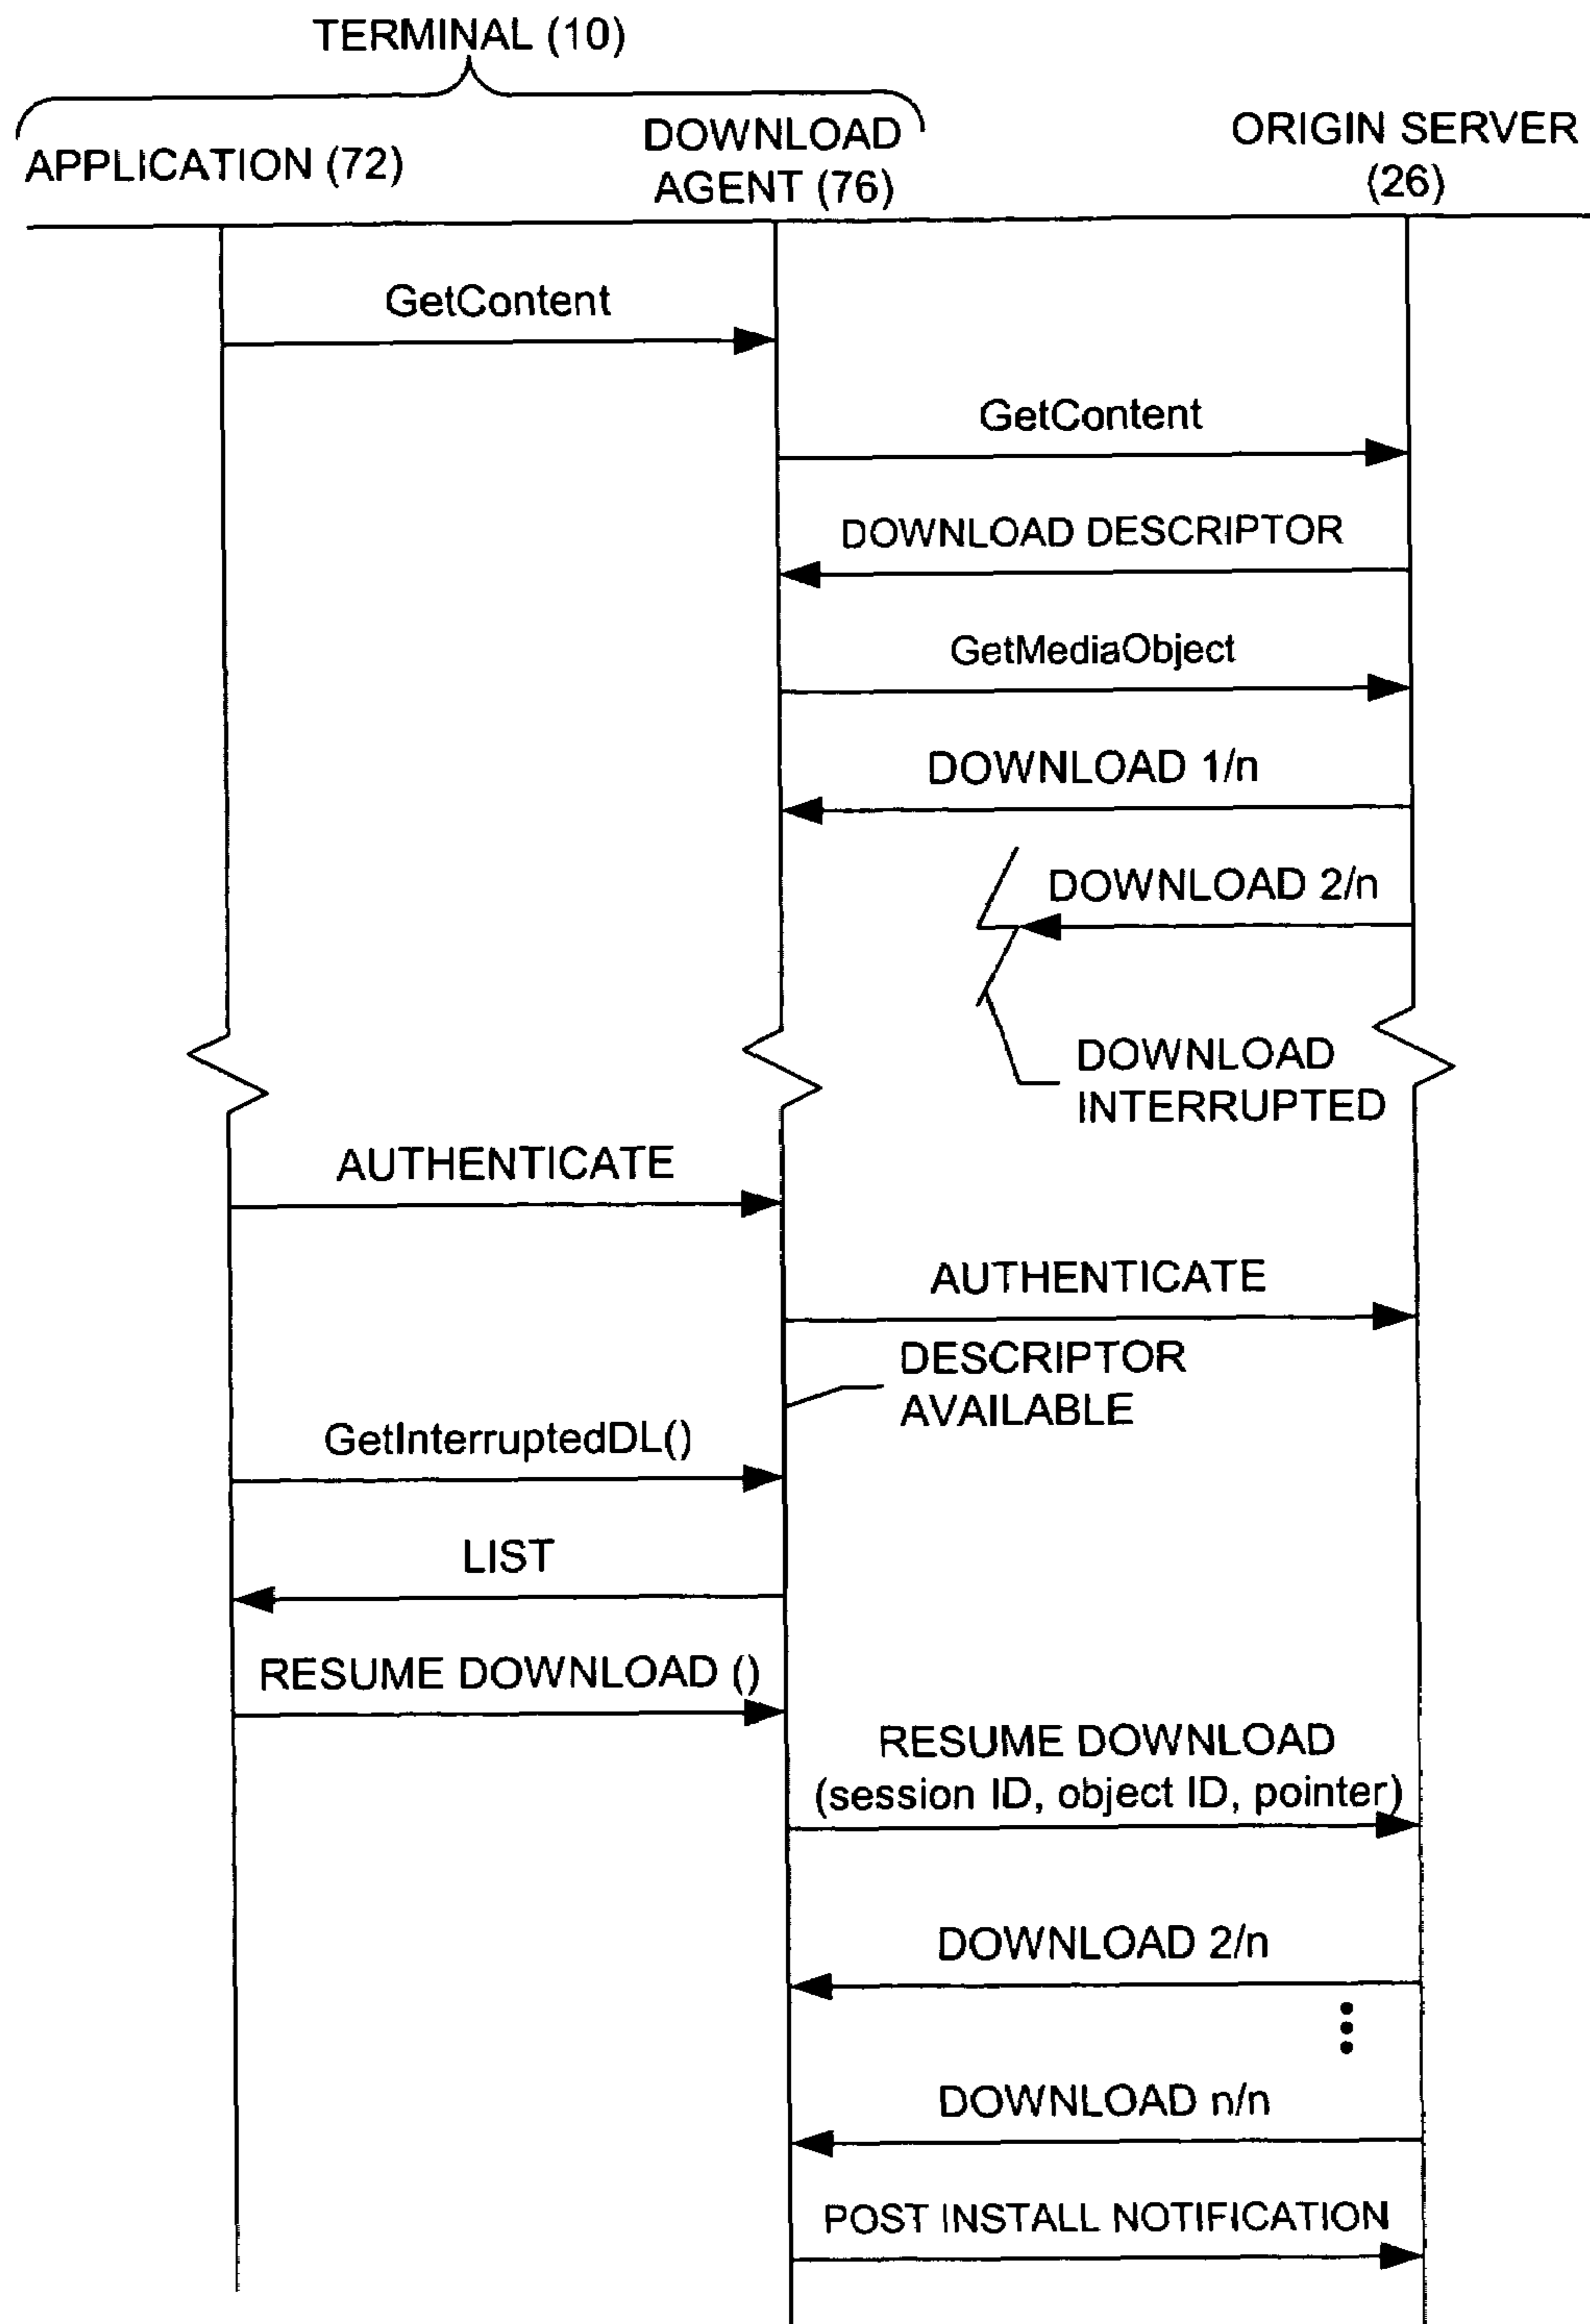 TERMINAL (10)
APPLICATION (72)
DOWNLOAD
AGENT (76)
ORIGIN SERVER
(26)
GetContent
GetContent
DOWNLOAD DESCRIPTOR
GetMediaObject
DOWNLOAD 1/n
DOWNLOAD 2/n
DOWNLOAD
INTERRUPTED
AUTHENTICATE
AUTHENTICATE
DESCRIPTOR
AVAILABLE
GetInterruptedDL()
LIST
RESUME DOWNLOAD ()
RESUME DOWNLOAD
(session ID, object ID, pointer)
DOWNLOAD 2/n
DOWNLOAD n/n
POST INSTALL NOTIFICATION